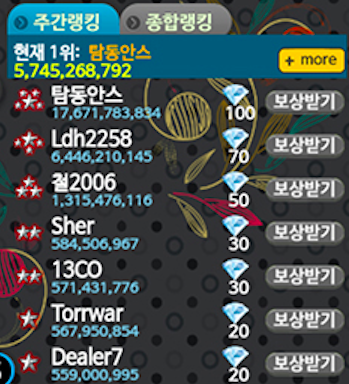 주간랭킹 종합랭킹
현재 1위: 탐동안스
5,745,268,792
+ more
탐동안스
17,671,783,834
100
보상받기
Ldh2258
6,446,210,145
70
보상받기
철2006
1,315,476,116
50
보상받기
Sher
584,506,967
30
보상받기
13CO
571,431,776
30
보상받기
Torrwar
567,950,854
20
보상받기
Dealer7
559,000,995
20
보상받기